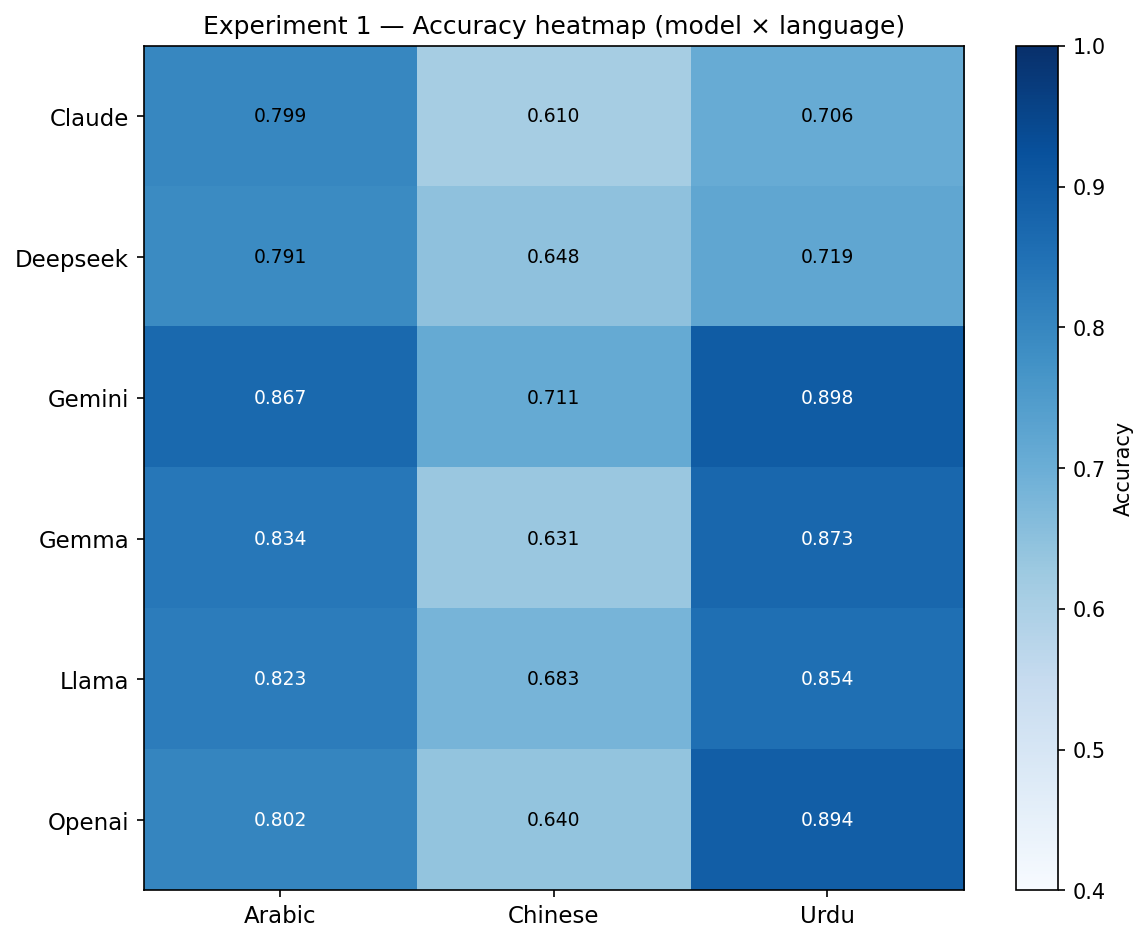 Experiment 1 — Accuracy heatmap (model × language)
Claude 0.799 0.610 0.706
Deepseek 0.791 0.648 0.719
Gemini 0.867 0.711 0.898
Gemma 0.834 0.631 0.873
Llama 0.823 0.683 0.854
Openai 0.802 0.640 0.894
Arabic Chinese Urdu
1.0
0.9
0.8
0.7
0.6
0.5
0.4
Accuracy